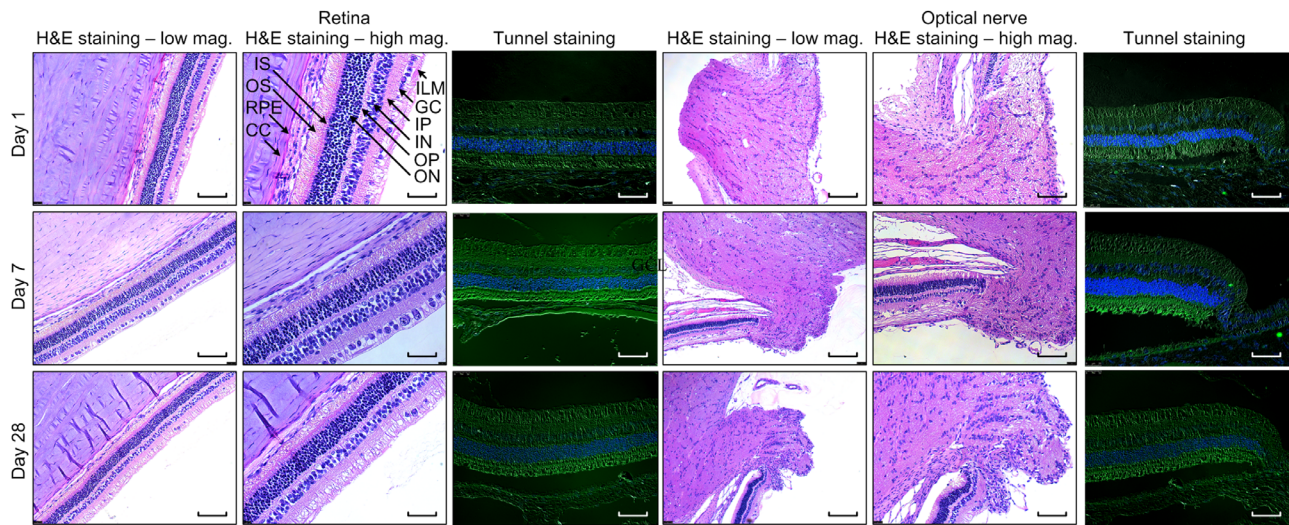 Retina
Optical nerve
H&E staining – low mag.
H&E staining – high mag.
Tunnel staining
H&E staining – low mag.
H&E staining – high mag.
Tunnel staining
Day 1
IS
OS
RPE
CC
ILM
GC
IP
IN
OP
ON
Day 7
GCL
Day 28